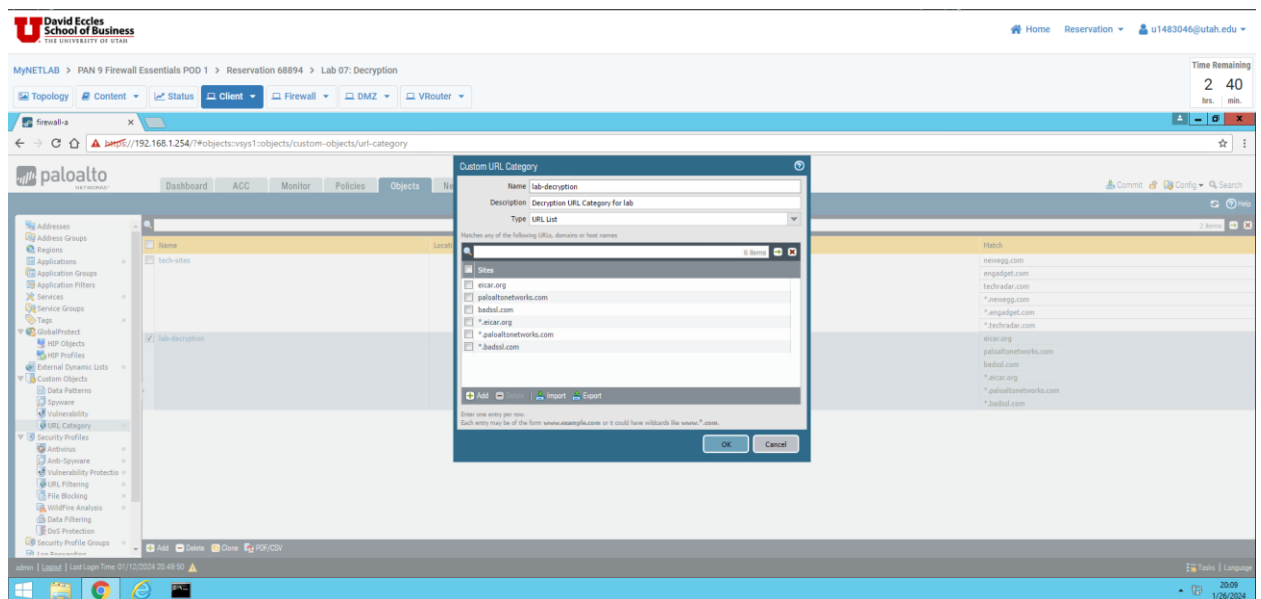 David Eccles
School of Business
THE UNIVERSITY OF UTAH
Home Reservation u1483046@utah.edu
MyNETLAB > PAN 9 Firewall Essentials POD 1 > Reservation 68894 > Lab 07: Decryption
Time Remaining
2 40
hrs. min.
Topology Content Status Client Firewall DMZ VRouter
firewall-a
https://192.168.1.254/?#objects::vsys1::objects/custom-objects/url-category
paloalto
NETWORKS
Dashboard ACC Monitor Policies Objects Ne
Commit Config Search
Help
2 items
Addresses
Address Groups
Regions
Applications
Application Groups
Application Filters
Services
Service Groups
Tags
GlobalProtect
HIP Objects
HIP Profiles
External Dynamic Lists
Custom Objects
Data Patterns
Spyware
Vulnerability
URL Category
Security Profiles
Antivirus
Anti-Spyware
Vulnerability Protectio
URL Filtering
File Blocking
WildFire Analysis
Data Filtering
DoS Protection
Security Profile Groups
Log Forwarding
Name Locati Match
tech-sites
newegg.com
engadget.com
techradar.com
*.newegg.com
*.engadget.com
*.techradar.com
lab-decryption
eicar.org
paloaltonetworks.com
badssl.com
*.eicar.org
*.paloaltonetworks.com
*.badssl.com
Custom URL Category
Name lab-decryption
Description Decryption URL Category for lab
Type URL List
Matches any of the following URLs, domains or host names
6 items
Sites
eicar.org
paloaltonetworks.com
badssl.com
*.eicar.org
*.paloaltonetworks.com
*.badssl.com
Add Delete Import Export
Enter one entry per row.
Each entry may be of the form www.example.com or it could have wildcards like www.*.com.
OK Cancel
Add Delete Clone PDF/CSV
admin | Logout | Last Login Time: 01/12/2024 20:49:50
Tasks | Language
20:09
1/26/2024